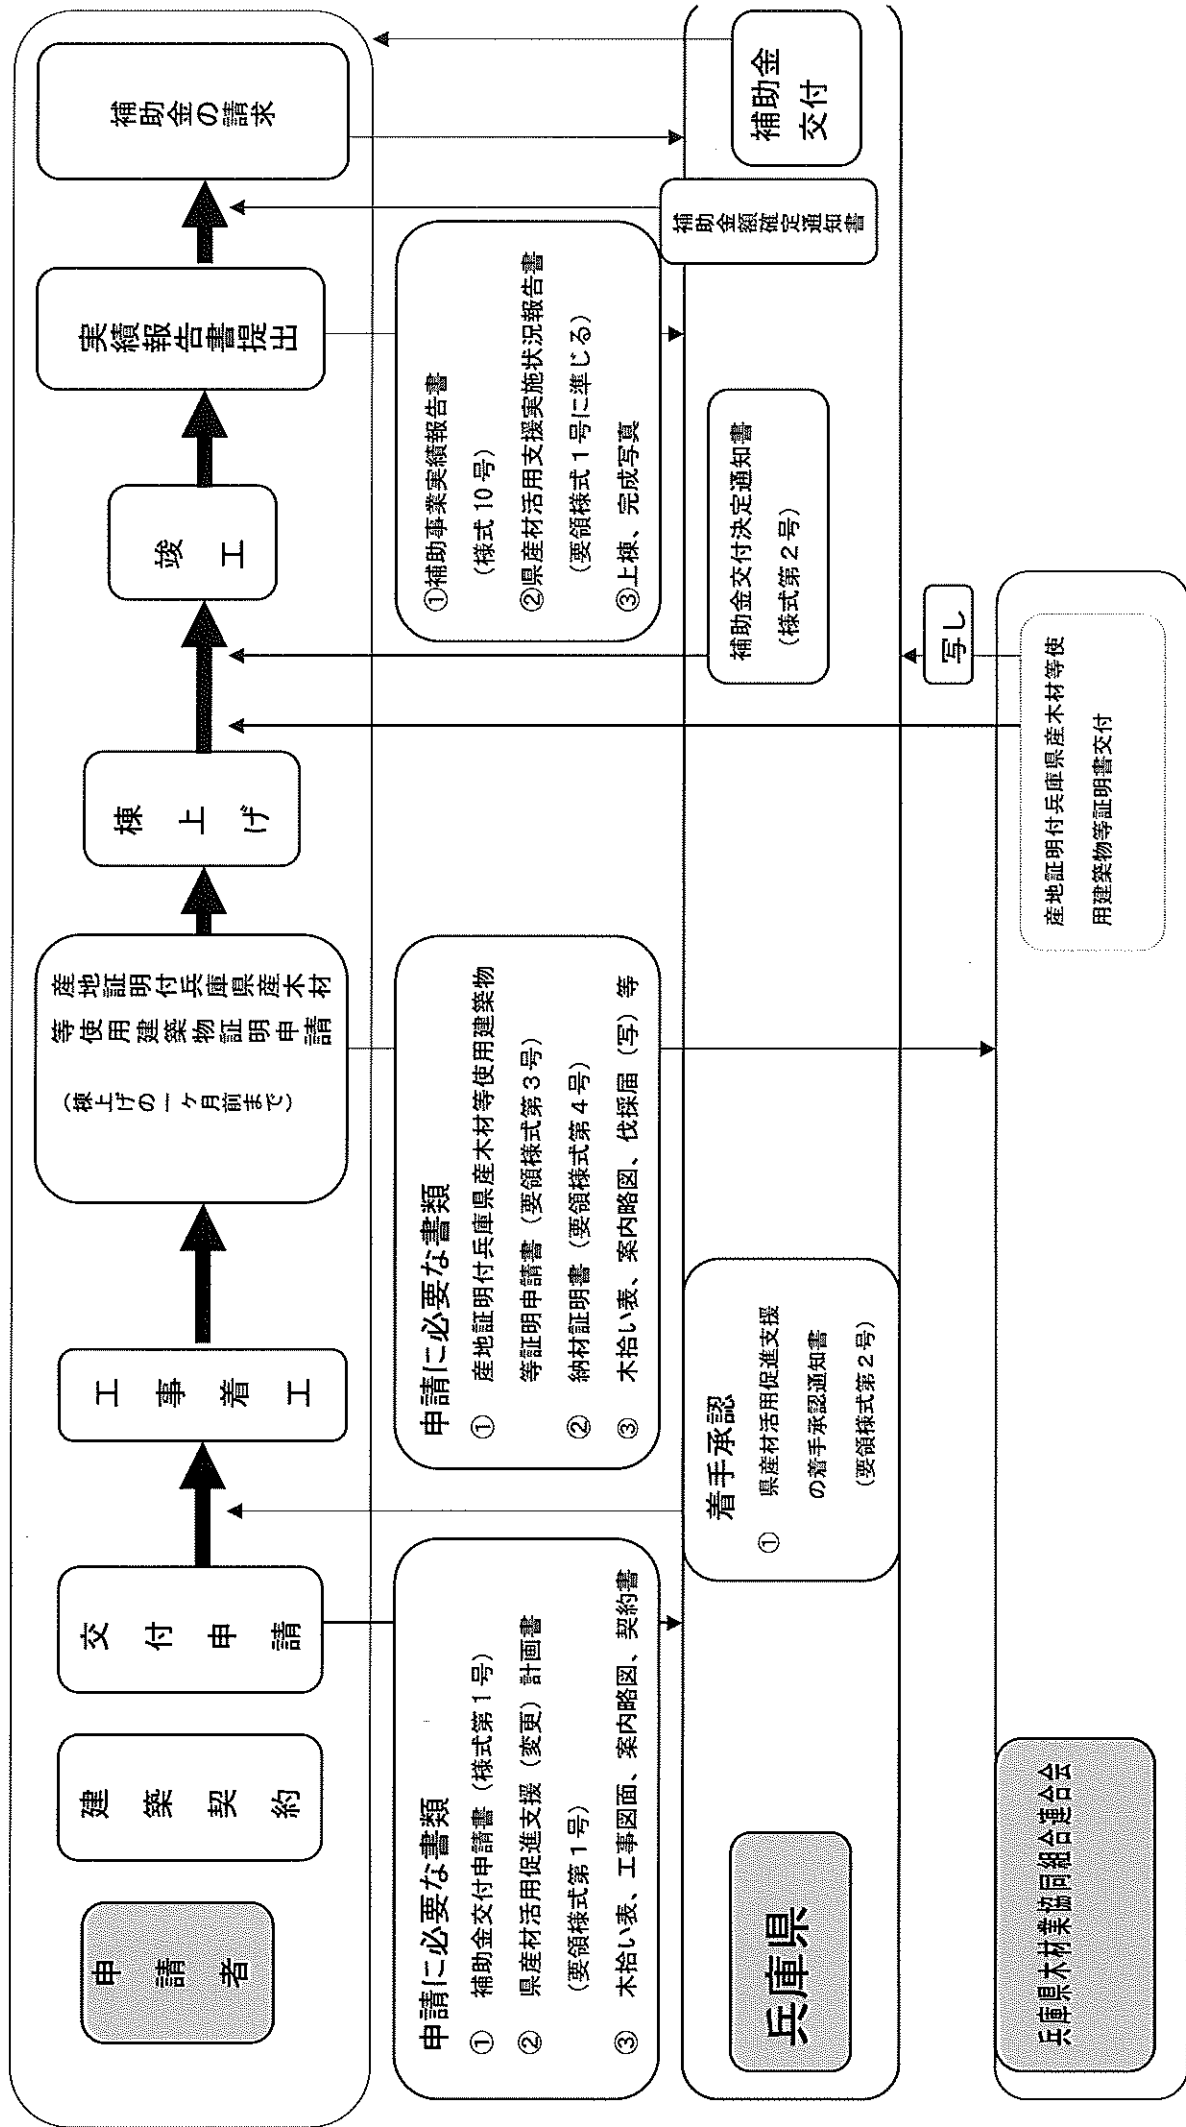 申請者
建築契約
交付申請
工事着工
産地証明付兵庫県産木材
等使用建築物証明申請
(棟上げの一ヶ月前まで)
棟上げ
竣工
実績報告書提出
補助金の請求
申請に必要な書類
① 補助金交付申請書(様式第1号)
② 県産材活用促進支援(変更)計画書
(要領様式第1号)
③ 木拾い表、工事図面、案内略図、契約書
申請に必要な書類
① 産地証明付兵庫県産木材等使用建築物
等証明申請書(要領様式第3号)
② 納材証明書(要領様式第4号)
③ 木拾い表、案内略図、伐採届(写)等
①補助事業実績報告書
(様式10号)
②県産材活用支援実施状況報告書
(要領様式1号に準じる)
③上棟、完成写真
兵庫県
着手承認
① 県産材活用促進支援
の着手承認通知書
(要領様式第2号)
補助金交付決定通知書
(様式第2号)
補助金額確定通知書
補助金
交付
兵庫県木材業協同組合連合会
産地証明付兵庫県産木材等使
用建築物等証明書交付
写し